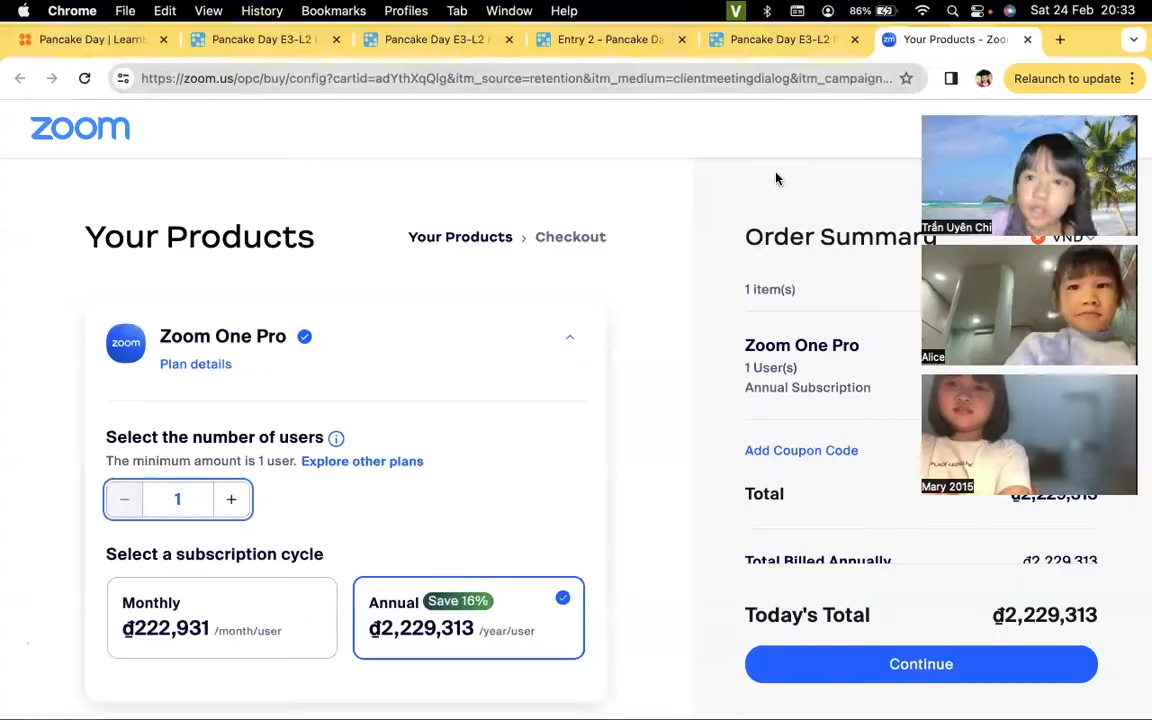 Chrome File Edit View History Bookmarks Profiles Tab Window Help V 86% Sat 24 Feb 20:33
Pancake Day | Learn Pancake Day E3-L2 Pancake Day E3-L2 Entry 2 - Pancake Da Pancake Day E3-L2 Your Products - Zoo zm
https://zoom.us/opc/buy/config?cartid=adYthXqQlg&itm_source=retention&itm_medium=clientmeetingdialog&itm_campaign... Relaunch to update
zoom
Your Products
Your Products > Checkout
zoom
Zoom One Pro
Plan details
Select the number of users
The minimum amount is 1 user. Explore other plans
− 1 +
Select a subscription cycle
Monthly
₫222,931 /month/user
Annual Save 16%
₫2,229,313 /year/user
Order Summary
VND
1 item(s)
Zoom One Pro
1 User(s)
Annual Subscription
Add Coupon Code
Total ₫2,229,313
Total Billed Annually ₫2,229,313
Today's Total ₫2,229,313
Continue
Trần Uyên Chi
Alice
Mary 2015